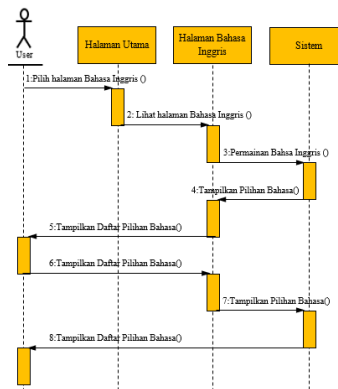 User
Halaman Utama
Halaman Bahasa
Inggris
Sistem
1:Pilih halaman Bahasa Inggris ()
2: Lihat halaman Bahasa Inggris ()
3:Permainan Bahsa Inggris ()
4:Tampilkan Pilihan Bahasa()
5:Tampilkan Daftar Pilihan Bahasa()
6:Tampilkan Daftar Pilihan Bahasa()
7:Tampilkan Pilihan Bahasa()
8:Tampilkan Daftar Pilihan Bahasa()